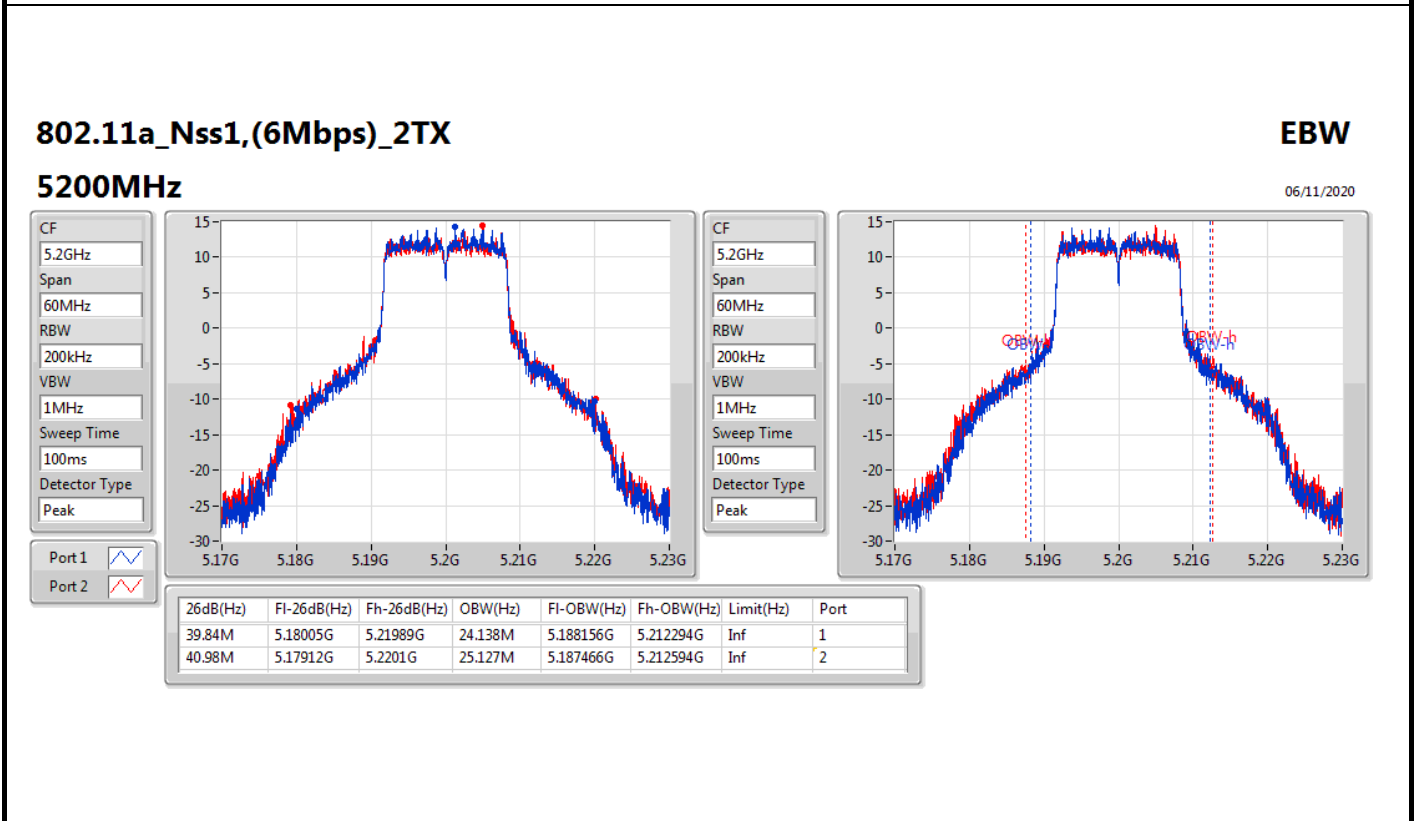 802.11a_Nss1,(6Mbps)_2TX
EBW
5200MHz
06/11/2020
CF
5.2GHz
Span
60MHz
RBW
200kHz
VBW
1MHz
Sweep Time
100ms
Detector Type
Peak
Port 1
Port 2
15
10
5
0
-5
-10
-15
-20
-25
-30
5.17G 5.18G 5.19G 5.2G 5.21G 5.22G 5.23G
CF
5.2GHz
Span
60MHz
RBW
200kHz
VBW
1MHz
Sweep Time
100ms
Detector Type
Peak
15
10
5
0
-5
-10
-15
-20
-25
-30
OBW-h
OBW-h
5.17G 5.18G 5.19G 5.2G 5.21G 5.22G 5.23G
26dB(Hz) Fl-26dB(Hz) Fh-26dB(Hz) OBW(Hz) Fl-OBW(Hz) Fh-OBW(Hz) Limit(Hz) Port
39.84M 5.18005G 5.21989G 24.138M 5.188156G 5.212294G Inf 1
40.98M 5.17912G 5.2201G 25.127M 5.187466G 5.212594G Inf 2